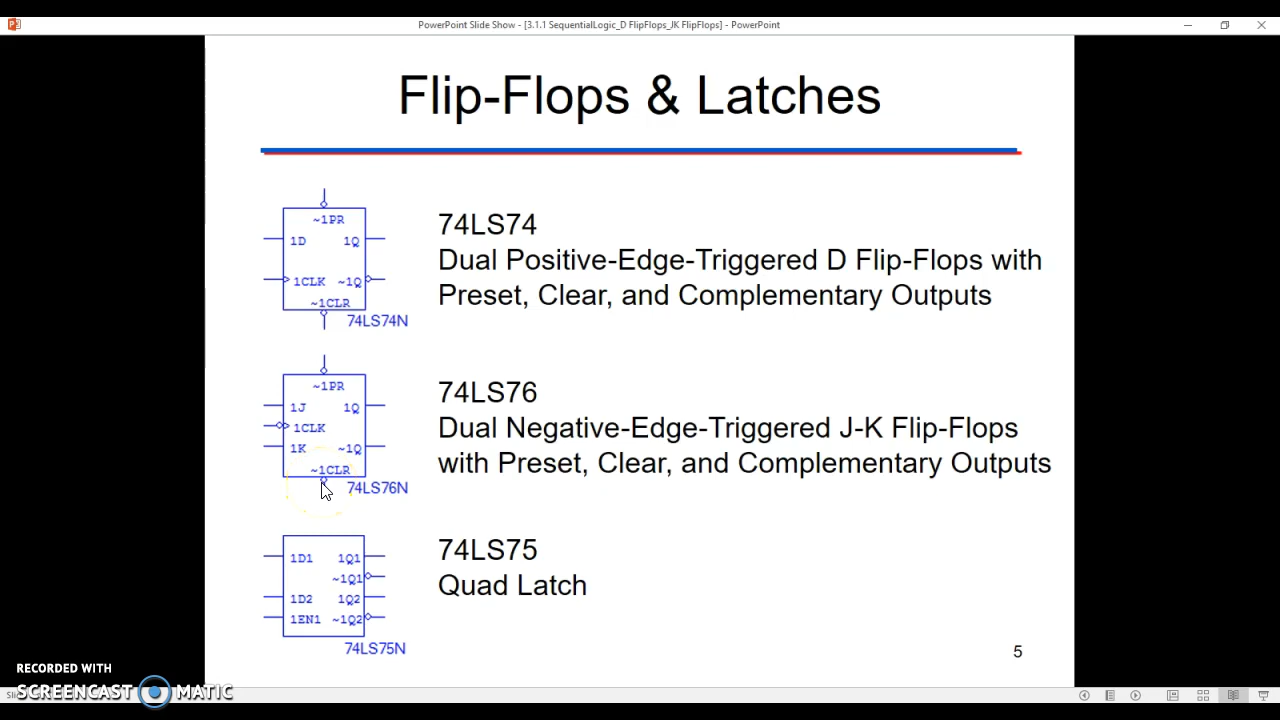 PowerPoint Slide Show - [3.1.1 SequentialLogic_D FlipFlops_JK FlipFlops] - PowerPoint
Flip-Flops & Latches
~1PR
1D 1Q
1CLK ~1Q
~1CLR
74LS74N
74LS74
Dual Positive-Edge-Triggered D Flip-Flops with
Preset, Clear, and Complementary Outputs
~1PR
1J 1Q
1CLK
1K ~1Q
~1CLR
74LS76N
74LS76
Dual Negative-Edge-Triggered J-K Flip-Flops
with Preset, Clear, and Complementary Outputs
1D1 1Q1
~1Q1
1D2 1Q2
1EN1 ~1Q2
74LS75N
74LS75
Quad Latch
5
RECORDED WITH
SCREENCAST MATIC